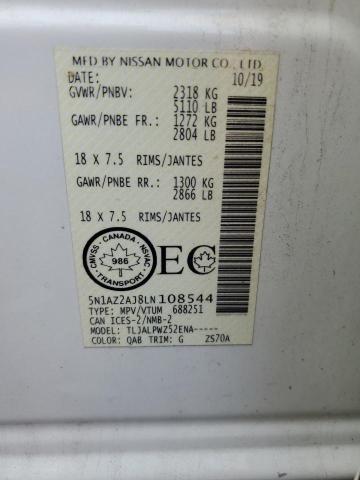 MFD BY NISSAN MOTOR CO., LTD.
DATE: 10/19
GVWR/PNBV: 2318 KG
5110 LB
GAWR/PNBE FR.: 1272 KG
2804 LB
18 X 7.5 RIMS/JANTES
GAWR/PNBE RR.: 1300 KG
2866 LB
18 X 7.5 RIMS/JANTES
CANADA
CMVSS NSVAC
986
TRANSPORT
EC
5N1AZ2AJ8LN108544
TYPE: MPV/VTUM 688251
CAN ICES-2/NMB-2
MODEL: TLJALPWZ52ENA-----
COLOR: QAB TRIM: G ZS70A